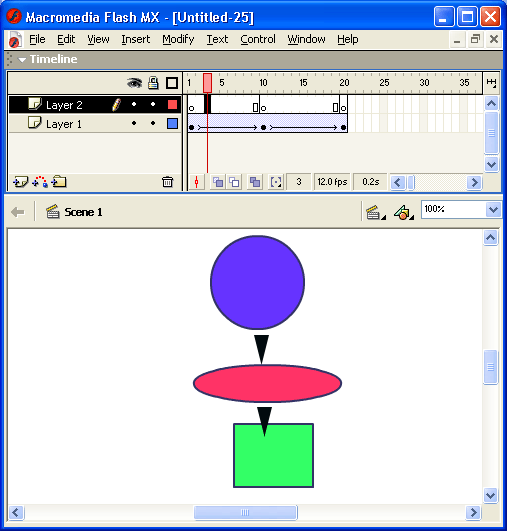 Macromedia Flash MX - [Untitled-25]
File Edit View Insert Modify Text Control Window Help
Timeline
1 5 10 15 20 25 30 35
Layer 2
Layer 1
3 12.0 fps 0.2s
Scene 1 100%